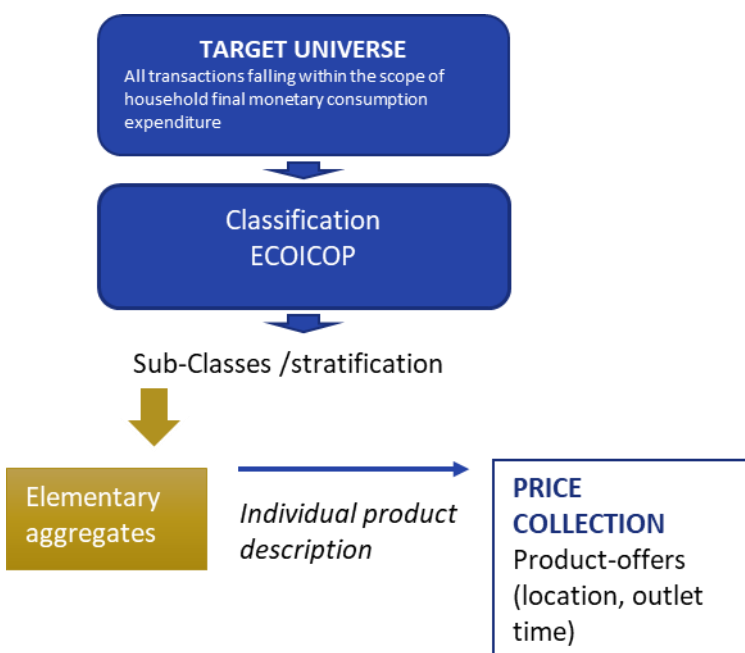 TARGET UNIVERSE
All transactions falling within the scope of
household final monetary consumption
expenditure
Classification
ECOICOP
Sub-Classes /stratification
Elementary
aggregates
Individual product
description
PRICE
COLLECTION
Product-offers
(location, outlet
time)